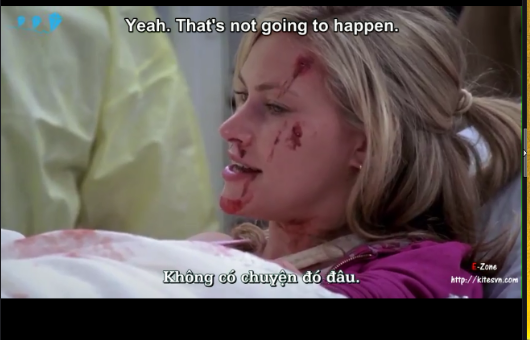 Yeah. That's not going to happen.
Không có chuyện đó đâu.
E-Zone
http://kitesvn.com